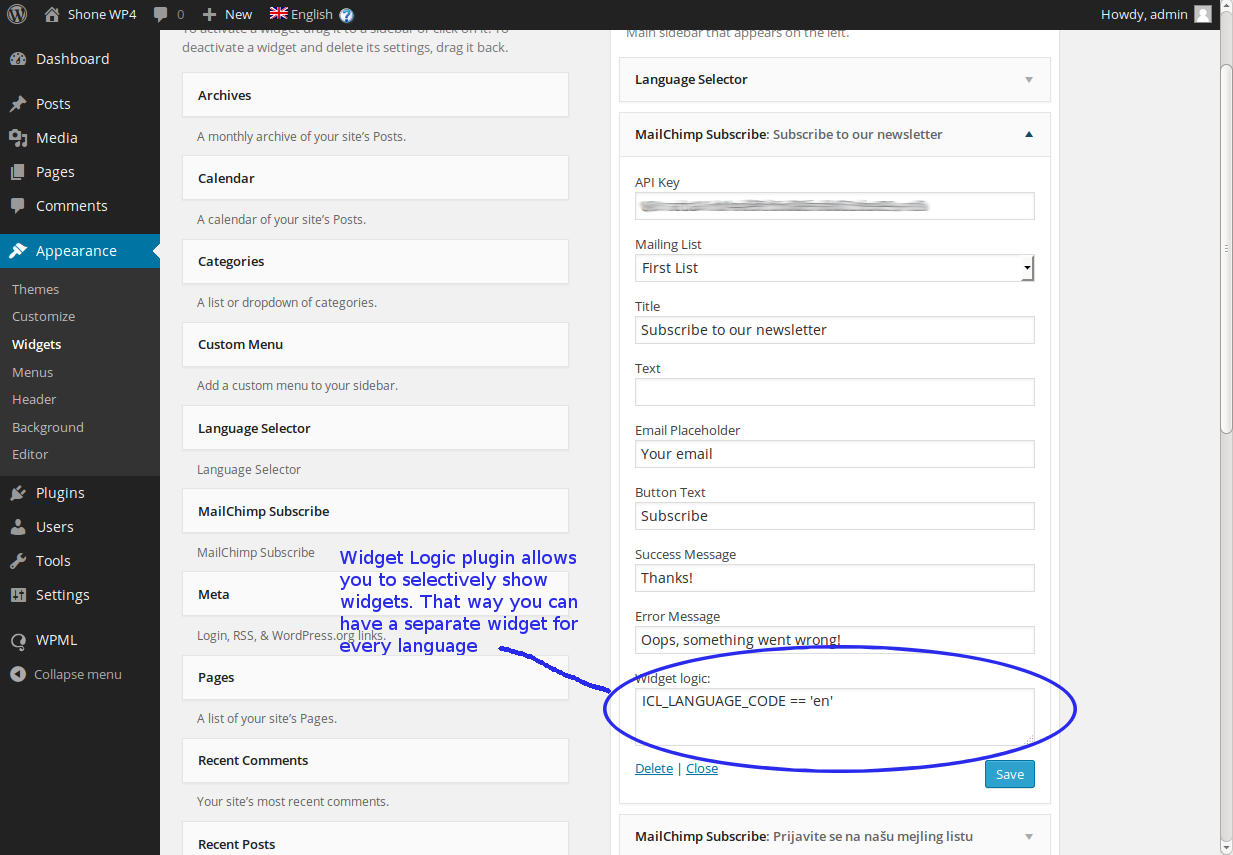 Shone WP4
0
New
English
Howdy, admin
Dashboard
Posts
Media
Pages
Comments
Appearance
Themes
Customize
Widgets
Menus
Header
Background
Editor
Plugins
Users
Tools
Settings
WPML
Collapse menu
To activate a widget drag it to a sidebar or click on it. To
deactivate a widget and delete its settings, drag it back.
Archives
A monthly archive of your site's Posts.
Calendar
A calendar of your site's Posts.
Categories
A list or dropdown of categories.
Custom Menu
Add a custom menu to your sidebar.
Language Selector
Language Selector
MailChimp Subscribe
MailChimp Subscribe
Meta
Login, RSS, & WordPress.org links.
Pages
A list of your site's Pages.
Recent Comments
Your site's most recent comments.
Recent Posts
Widget Logic plugin allows
you to selectively show
widgets. That way you can
have a separate widget for
every language
Main sidebar that appears on the left.
Language Selector
MailChimp Subscribe: Subscribe to our newsletter
API Key
Mailing List
First List
Title
Subscribe to our newsletter
Text
Email Placeholder
Your email
Button Text
Subscribe
Success Message
Thanks!
Error Message
Oops, something went wrong!
Widget logic:
ICL_LANGUAGE_CODE == 'en'
Delete | Close
Save
MailChimp Subscribe: Prijavite se na našu mejling listu